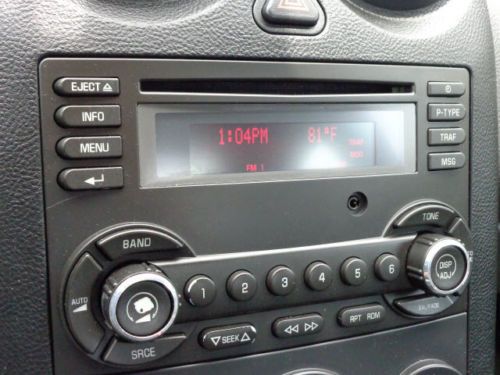 EJECT
INFO
P-TYPE
1:04PM 81°F
MENU
TRAF
MSG
FM 1
TONE
BAND
AUTO
1 2 3 4 5 6
DISP
ADJ
SEEK
RPT RDM
SRCE